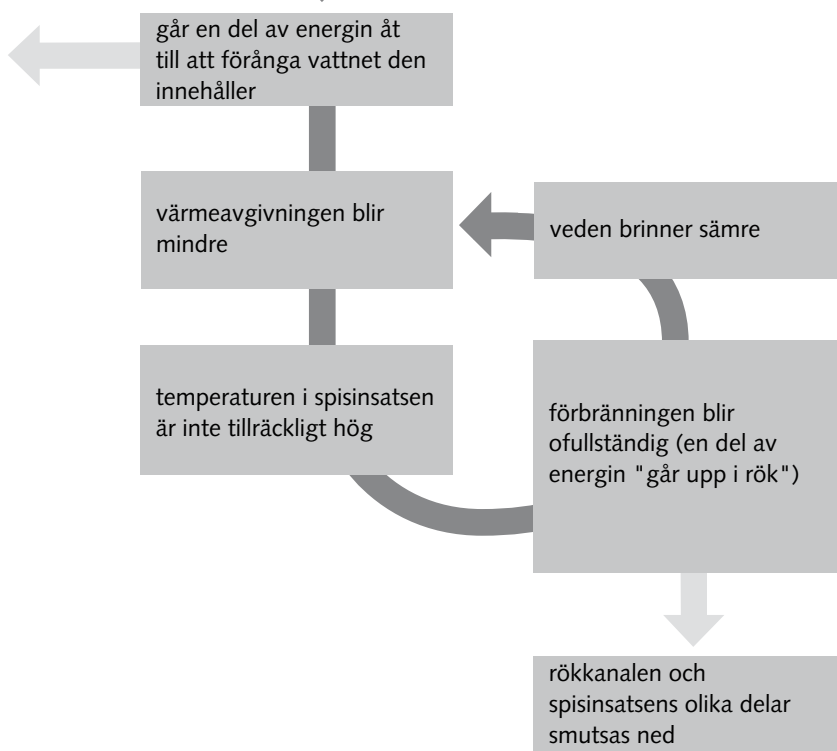 går en del av energin åt
till att förånga vattnet den
innehåller
värmeavgivningen blir
mindre
veden brinner sämre
temperaturen i spisinsatsen
är inte tillräckligt hög
förbränningen blir
ofullständig (en del av
energin "går upp i rök")
rökkanalen och
spisinsatsens olika delar
smutsas ned